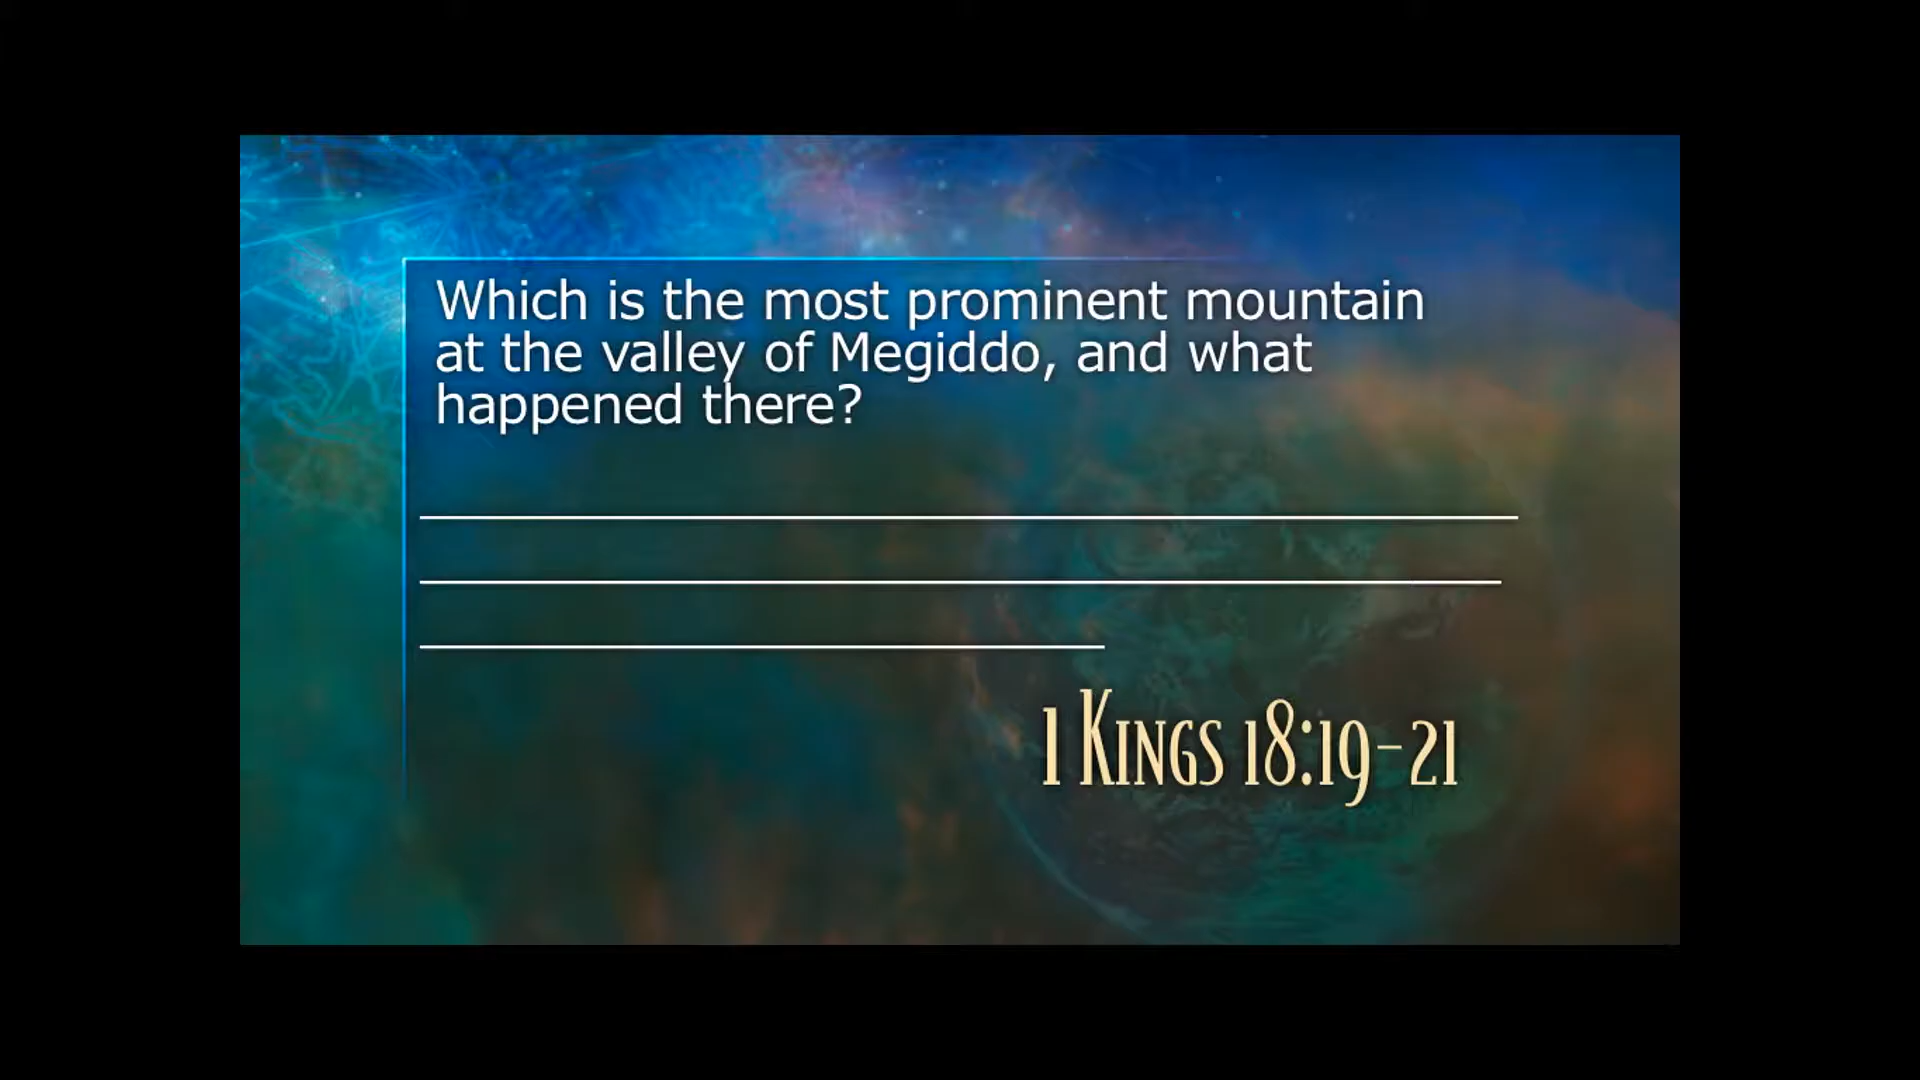 Which is the most prominent mountain
at the valley of Megiddo, and what
happened there?
1 Kings 18:19-21